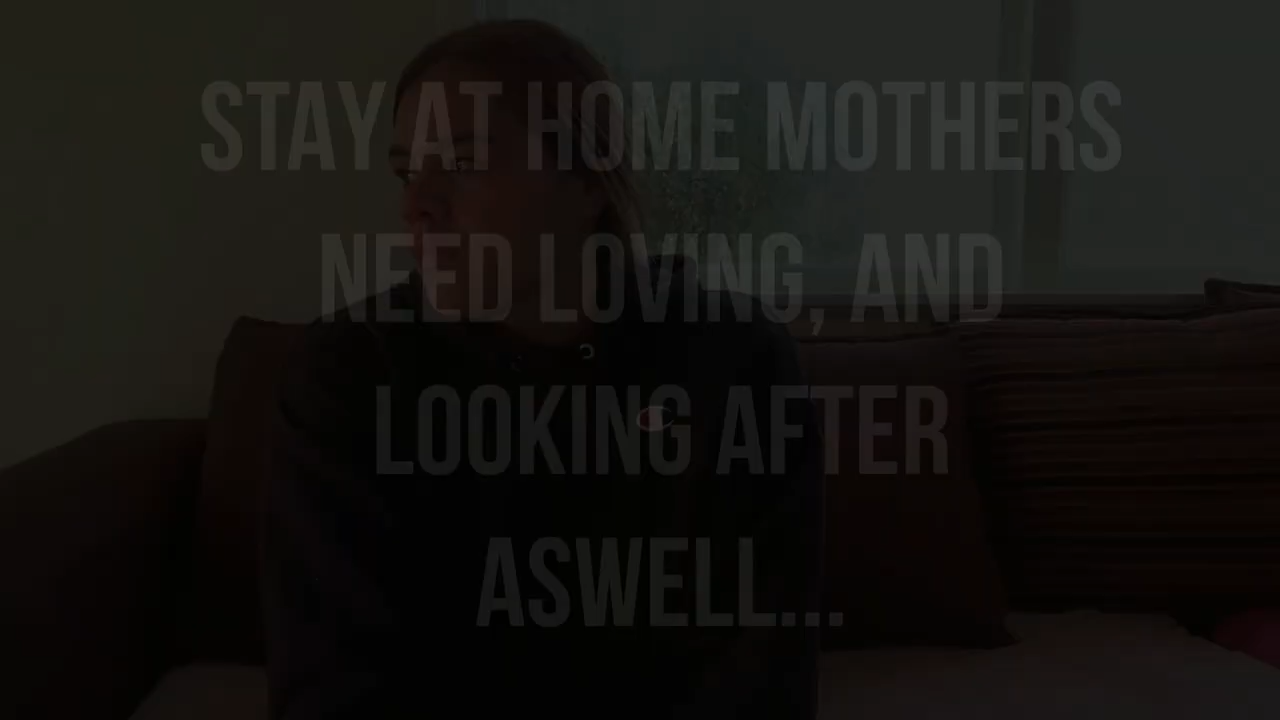 STAY AT HOME MOTHERS
NEED LOVING, AND
LOOKING AFTER
ASWELL...